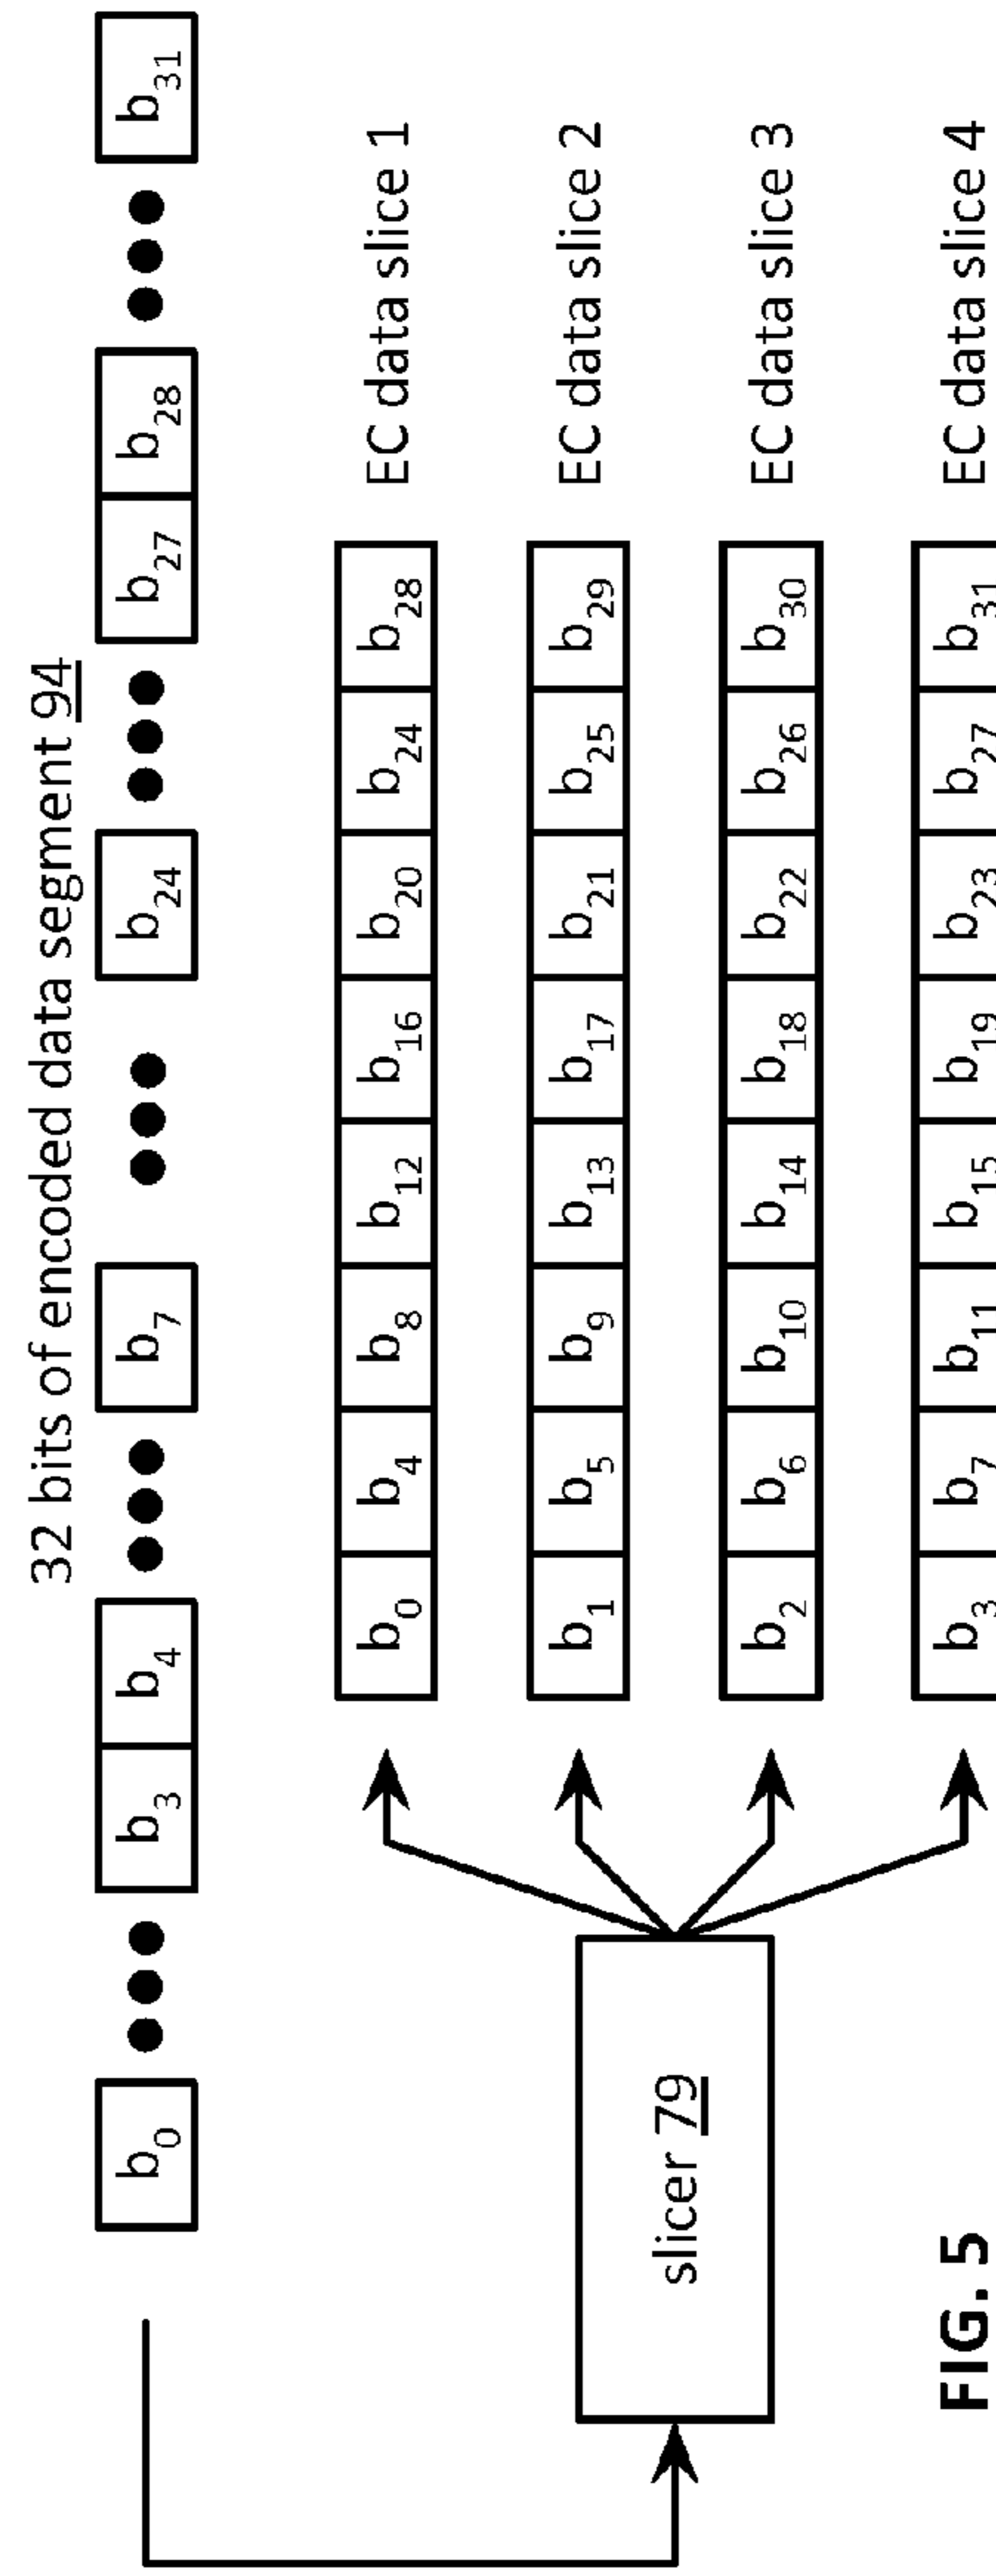 32 bits of encoded data segment 94
b0 ●●● b3 b4 ●●● b7 ●●● b24 ●●● b27 b28 ●●● b31
b0 b4 b8 b12 b16 b20 b24 b28 EC data slice 1
b1 b5 b9 b13 b17 b21 b25 b29 EC data slice 2
slicer 79
b2 b6 b10 b14 b18 b22 b26 b30 EC data slice 3
b3 b7 b11 b15 b19 b23 b27 b31 EC data slice 4
FIG. 5